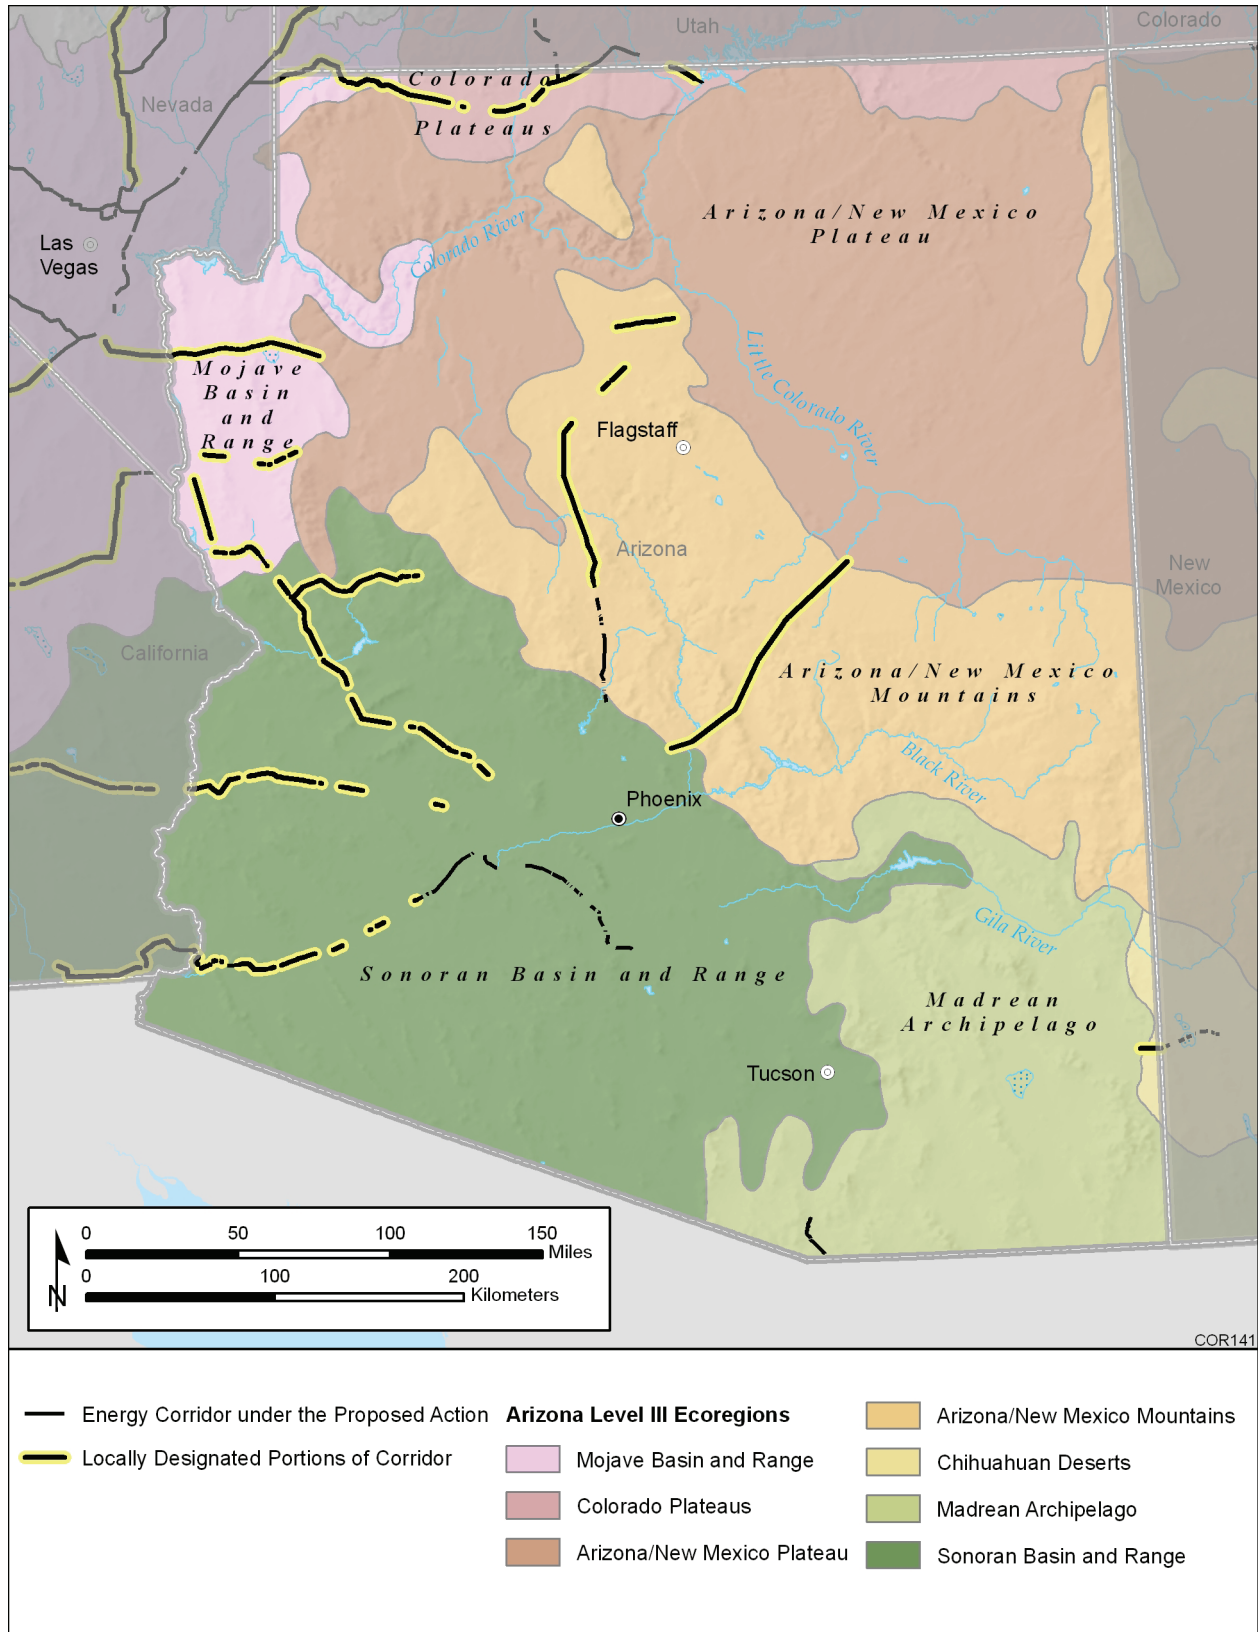 Utah
Colorado
Nevada
Colorado
Plateaus
Las
Vegas
Colorado River
Arizona/New Mexico
Plateau
Mojave
Basin
and
Range
Little Colorado River
Flagstaff
Arizona
New
Mexico
California
Arizona/New Mexico
Mountains
Black River
Phoenix
Gila River
Sonoran Basin and Range
Madrean
Archipelago
Tucson
0 50 100 150
Miles
0 100 200
Kilometers
N
COR141
Energy Corridor under the Proposed Action
Locally Designated Portions of Corridor
Arizona Level III Ecoregions
Mojave Basin and Range
Colorado Plateaus
Arizona/New Mexico Plateau
Arizona/New Mexico Mountains
Chihuahuan Deserts
Madrean Archipelago
Sonoran Basin and Range